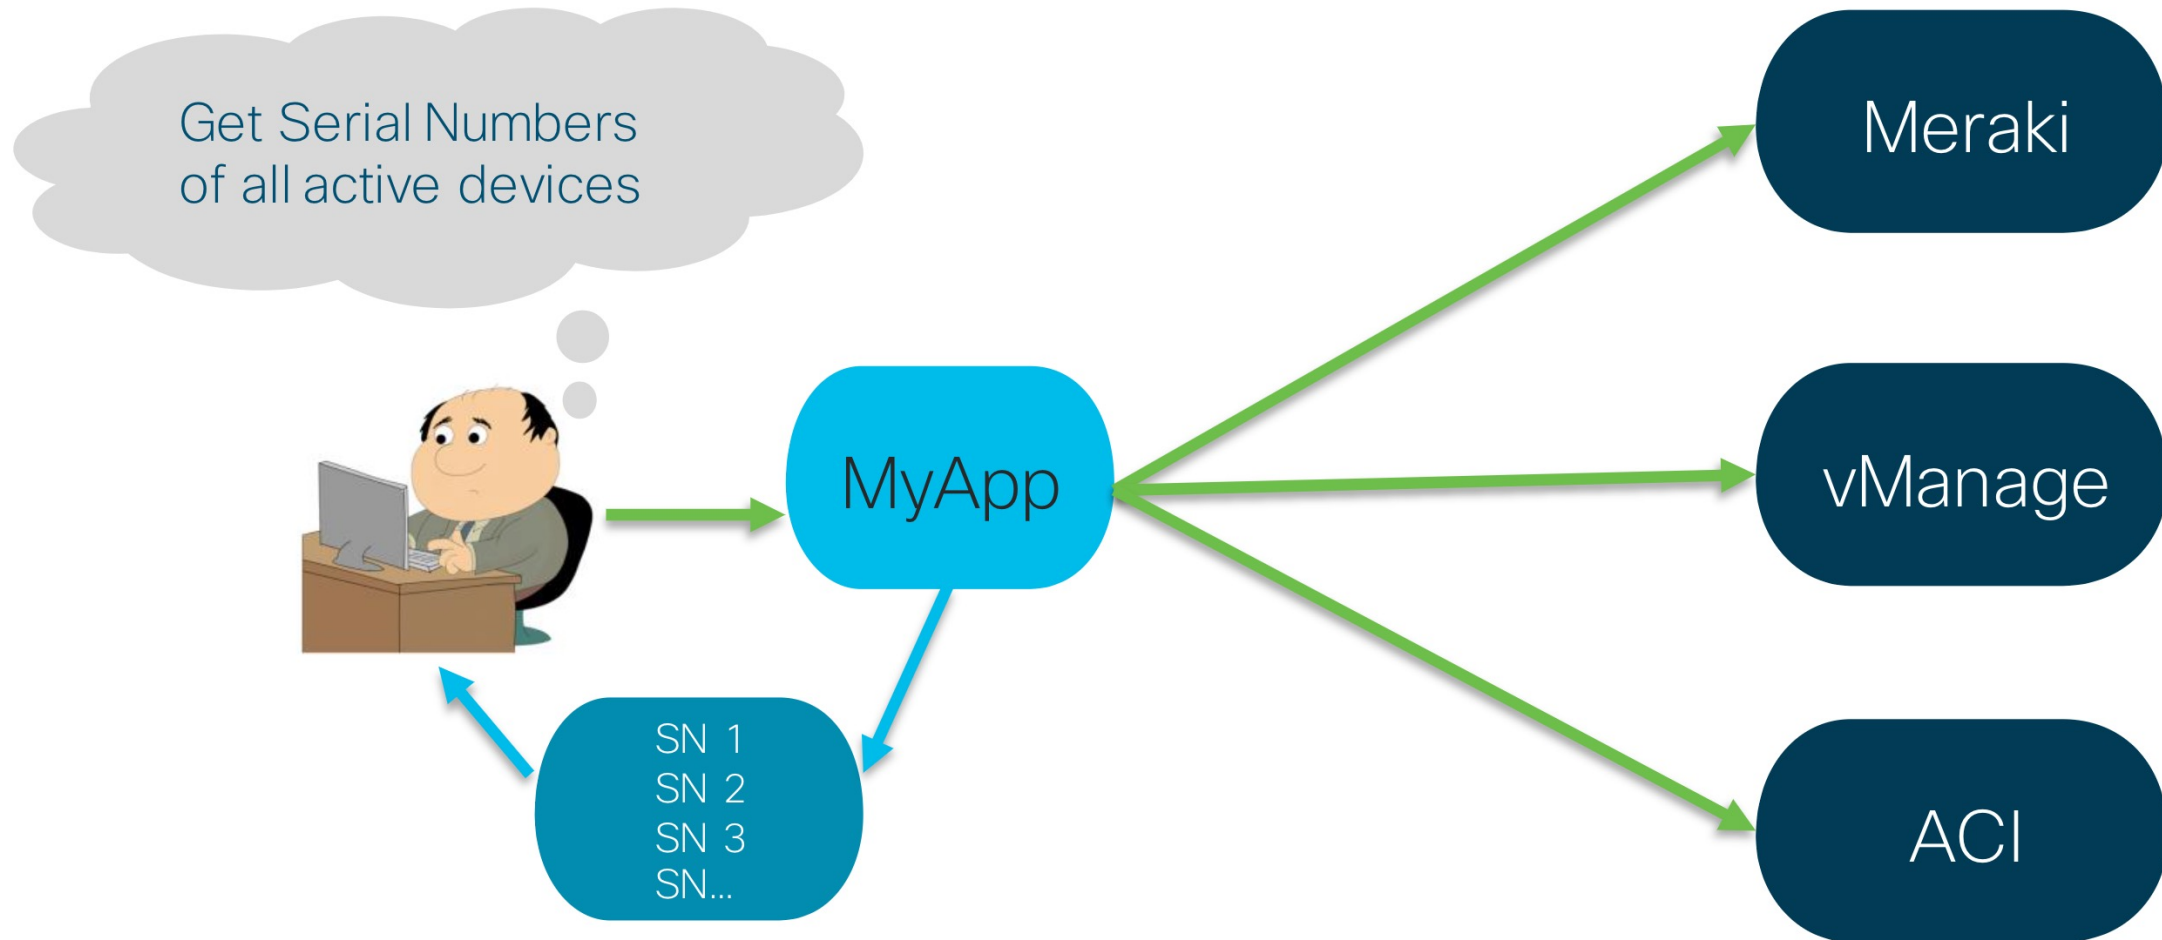 Get Serial Numbers
of all active devices
MyApp
Meraki
vManage
ACI
SN 1
SN 2
SN 3
SN...